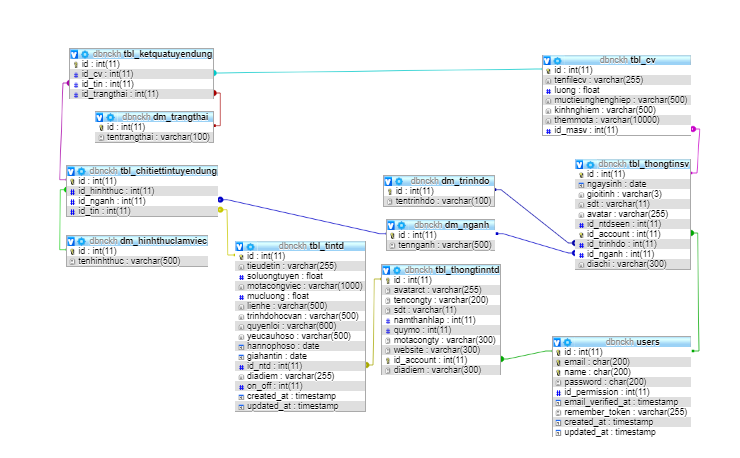 dbnckh.tbl_ketquatuyendung
id : int(11)
id_cv : int(11)
id_tin : int(11)
id_trangthai : int(11)
dbnckh.dm_trangthai
id : int(11)
tentrangthai : varchar(100)
dbnckh.tbl_chitiettintuyendung
id : int(11)
id_hinhthuc : int(11)
id_nganh : int(11)
id_tin : int(11)
dbnckh.dm_hinhthuclamviec
id : int(11)
tenhinhthuc : varchar(500)
dbnckh.tbl_tintd
id : int(11)
tieudetin : varchar(255)
soluongtuyen : float
motacongviec : varchar(1000)
mucluong : float
lienhe : varchar(500)
trinhdohocvan : varchar(500)
quyenloi : varchar(600)
yeucauhoso : varchar(500)
hannophoso : date
giahantin : date
id_ntd : int(11)
diadiem : varchar(255)
on_off : int(11)
created_at : timestamp
updated_at : timestamp
dbnckh.dm_trinhdo
id : int(11)
tentrinhdo : varchar(100)
dbnckh.dm_nganh
id : int(11)
tennganh : varchar(500)
dbnckh.tbl_thongtinntd
id : int(11)
avatarct : varchar(255)
tencongty : varchar(200)
sdt : varchar(11)
namthanhlap : int(11)
quymo : int(11)
motacongty : varchar(300)
website : varchar(300)
id_account : int(11)
diadiem : varchar(300)
dbnckh.tbl_cv
id : int(11)
tenfilecv : varchar(255)
luong : float
muctieunghenghiep : varchar(500)
kinhnghiem : varchar(500)
themmota : varchar(10000)
id_masv : int(11)
dbnckh.tbl_thongtinsv
id : int(11)
ngaysinh : date
gioitinh : varchar(3)
sdt : varchar(11)
avatar : varchar(255)
id_ntdseen : int(11)
id_account : int(11)
id_trinhdo : int(11)
id_nganh : int(11)
diachi : varchar(300)
dbnckh.users
id : int(11)
email : char(200)
name : char(200)
password : char(200)
id_permission : int(11)
email_verified_at : timestamp
remember_token : varchar(255)
created_at : timestamp
updated_at : timestamp